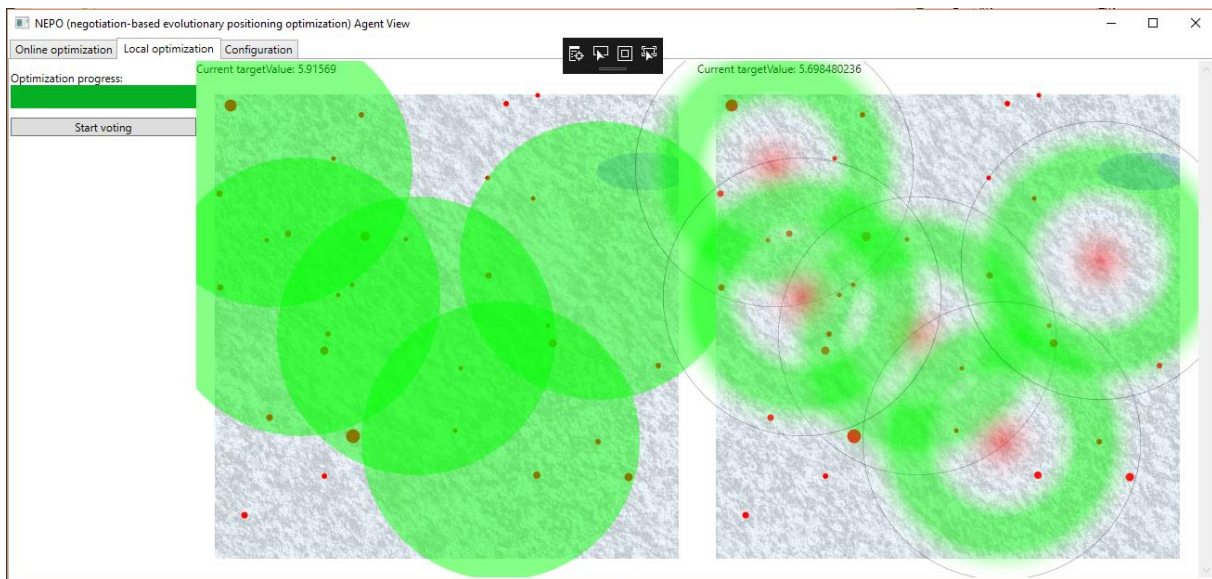 NEPO (negotiation-based evolutionary positioning optimization) Agent View
Online optimization Local optimization Configuration
Optimization progress:
Start voting
Current targetValue: 5.91569
Current targetValue: 5.698480236